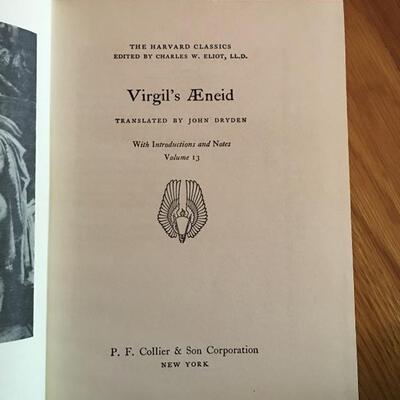 THE HARVARD CLASSICS
EDITED BY CHARLES W. ELIOT, LL.D.
Virgil's Æneid
TRANSLATED BY JOHN DRYDEN
With Introductions and Notes
Volume 13
P. F. Collier & Son Corporation
NEW YORK